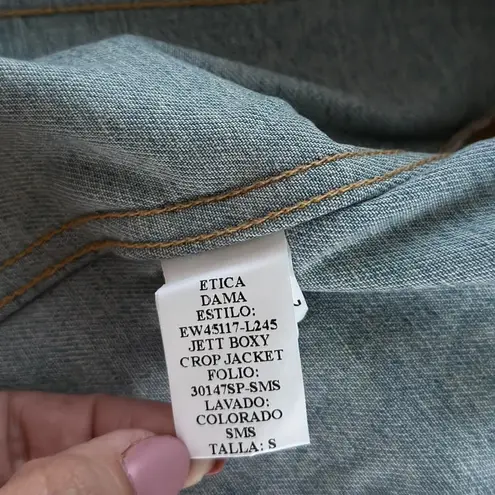 ETICA
DAMA
ESTILO:
EW45117-L245
JETT BOXY
CROP JACKET
FOLIO:
30147SP-SMS
LAVADO:
COLORADO
SMS
TALLA: S